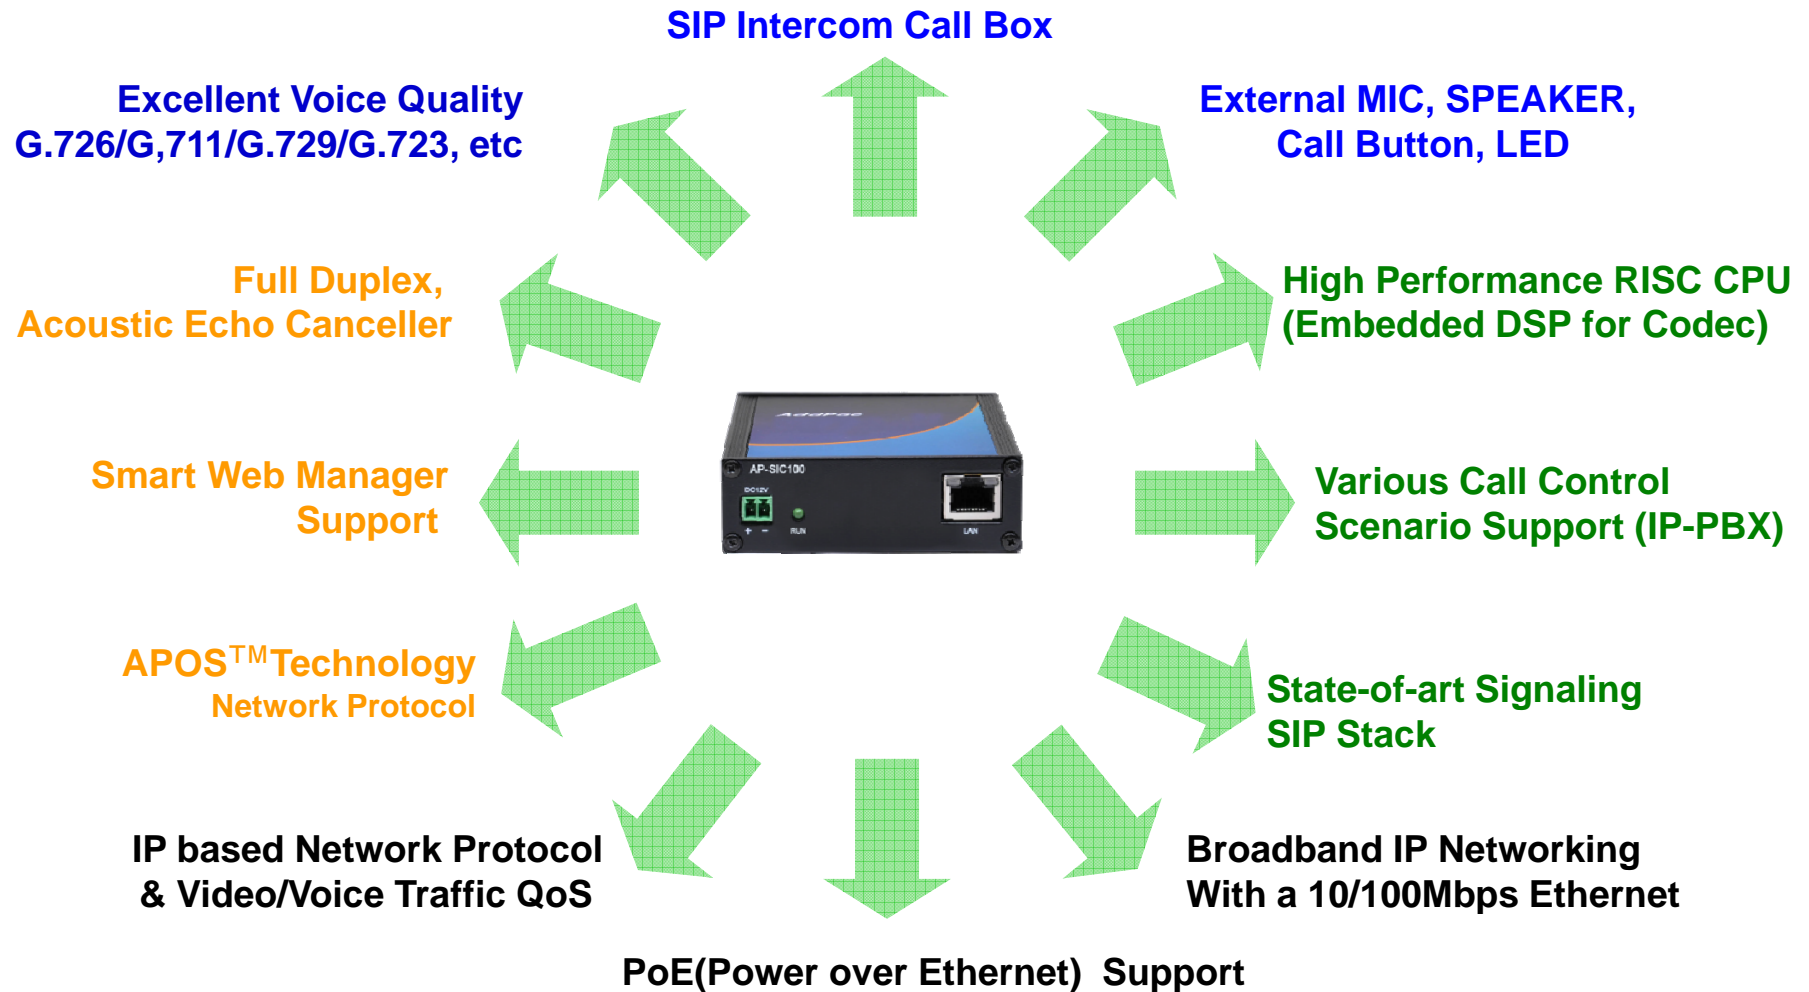 SIP Intercom Call Box
Excellent Voice Quality
G.726/G,711/G.729/G.723, etc
External MIC, SPEAKER,
Call Button, LED
Full Duplex,
Acoustic Echo Canceller
High Performance RISC CPU
(Embedded DSP for Codec)
AddPac
AP-SIC100
DC12V
+ −
RUN
LAN
Smart Web Manager
Support
Various Call Control
Scenario Support (IP-PBX)
APOS™Technology
Network Protocol
State-of-art Signaling
SIP Stack
IP based Network Protocol
& Video/Voice Traffic QoS
Broadband IP Networking
With a 10/100Mbps Ethernet
PoE(Power over Ethernet) Support